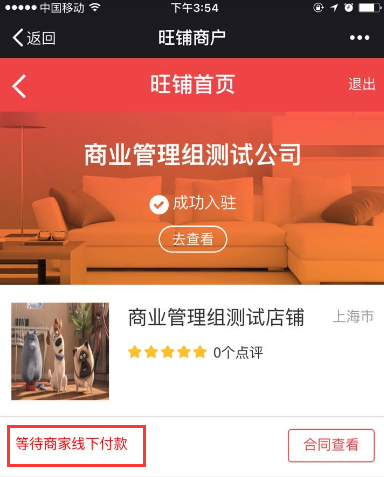 中国移动
下午3:54
返回
旺铺商户
旺铺首页
退出
商业管理组测试公司
成功入驻
去查看
商业管理组测试店铺
上海市
0个点评
等待商家线下付款
合同查看